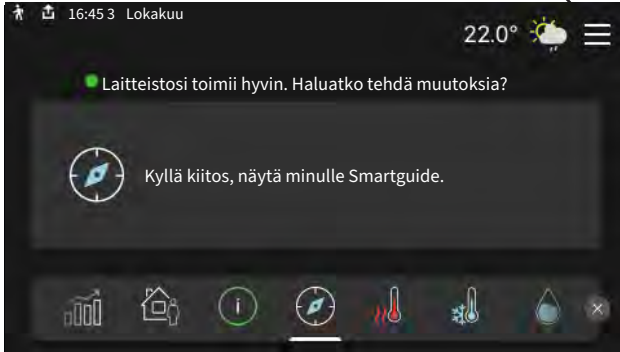 16:45 3 Lokakuu
22.0°
Laitteistosi toimii hyvin. Haluatko tehdä muutoksia?
Kyllä kiitos, näytä minulle Smartguide.
i